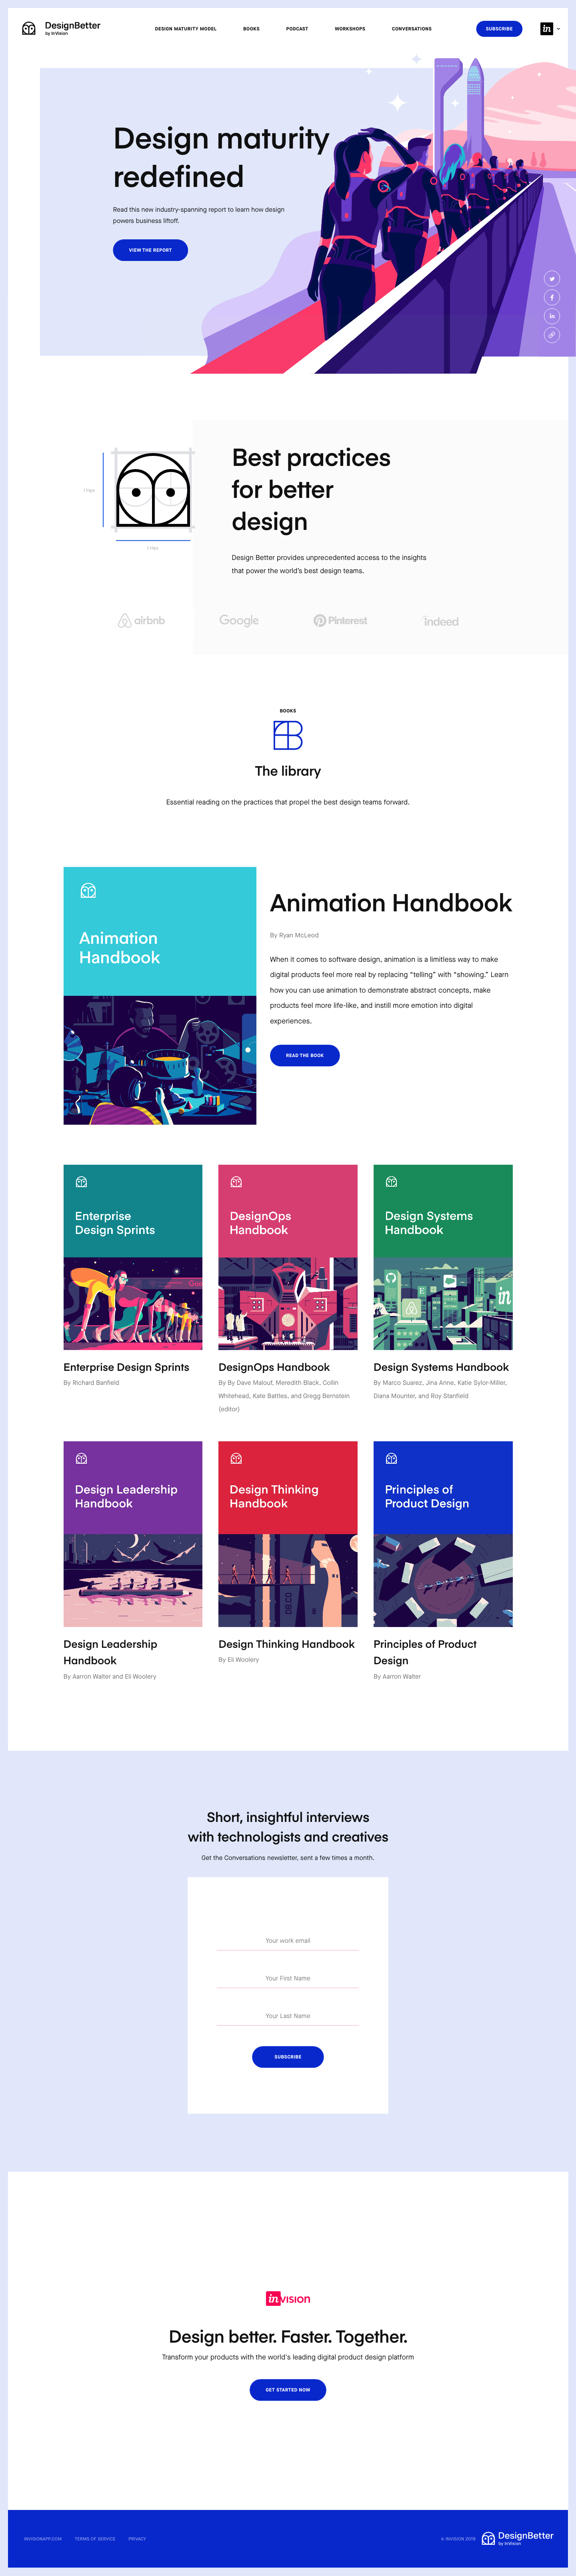 DesignBetter
by InVision
DESIGN MATURITY MODEL
BOOKS
PODCAST
WORKSHOPS
CONVERSATIONS
SUBSCRIBE
in
Design maturity
redefined
Read this new industry-spanning report to learn how design
powers business liftoff.
VIEW THE REPORT
Best practices
for better
design
Design Better provides unprecedented access to the insights
that power the world's best design teams.
airbnb
Google
Pinterest
indeed
BOOKS
The library
Essential reading on the practices that propel the best design teams forward.
Animation
Handbook
Animation Handbook
By Ryan McLeod
When it comes to software design, animation is a limitless way to make
digital products feel more real by replacing “telling” with “showing.” Learn
how you can use animation to demonstrate abstract concepts, make
products feel more life-like, and instill more emotion into digital
experiences.
READ THE BOOK
Enterprise
Design Sprints
Enterprise Design Sprints
By Richard Banfield
DesignOps
Handbook
DesignOps Handbook
By By Dave Malouf, Meredith Black, Collin
Whitehead, Kate Battles, and Gregg Bernstein
(editor)
Design Systems
Handbook
in
Design Systems Handbook
By Marco Suarez, Jina Anne, Katie Sylor-Miller,
Diana Mounter, and Roy Stanfield
Design Leadership
Handbook
Design Leadership
Handbook
By Aarron Walter and Eli Woolery
Design Thinking
Handbook
Design Thinking Handbook
By Eli Woolery
Principles of
Product Design
Principles of Product
Design
By Aarron Walter
Short, insightful interviews
with technologists and creatives
Get the Conversations newsletter, sent a few times a month.
Your work email
Your First Name
Your Last Name
SUBSCRIBE
inVISION
Design better. Faster. Together.
Transform your products with the world's leading digital product design platform
GET STARTED NOW
INVISIONAPP.COM
TERMS OF SERVICE
PRIVACY
© INVISION 2019
DesignBetter
by InVision